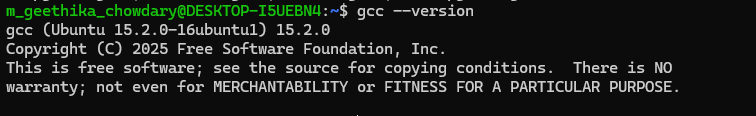 m_geethika_chowdary@DESKTOP-I5UEBN4:~$ gcc --version
gcc (Ubuntu 15.2.0-16ubuntu1) 15.2.0
Copyright (C) 2025 Free Software Foundation, Inc.
This is free software; see the source for copying conditions.  There is NO
warranty; not even for MERCHANTABILITY or FITNESS FOR A PARTICULAR PURPOSE.